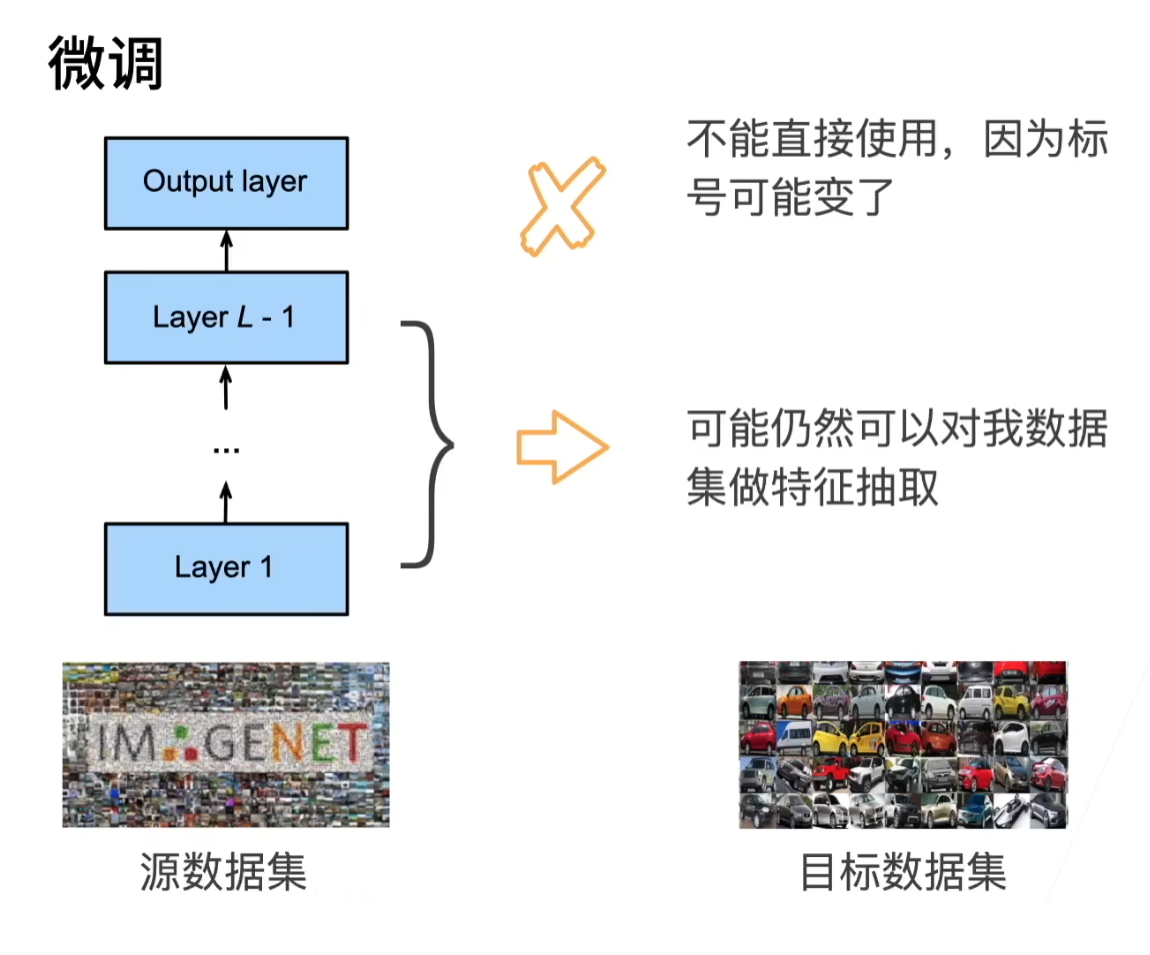 微调
Output layer
不能直接使用，因为标
号可能变了
Layer L - 1
...
可能仍然可以对我数据
集做特征抽取
Layer 1
IMAGENET
源数据集
目标数据集